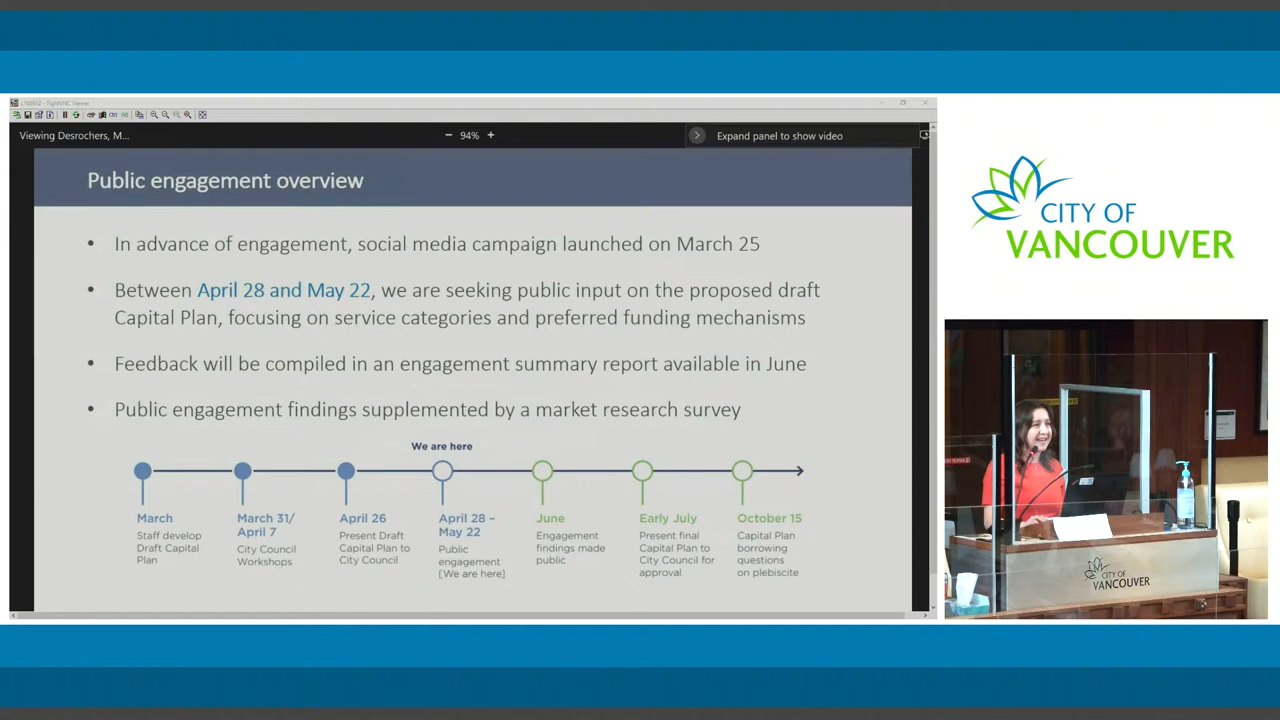 TightVNC Viewer
Viewing Desrochers, M...
94%
Expand panel to show video
Public engagement overview
• In advance of engagement, social media campaign launched on March 25
• Between April 28 and May 22, we are seeking public input on the proposed draft
Capital Plan, focusing on service categories and preferred funding mechanisms
• Feedback will be compiled in an engagement summary report available in June
• Public engagement findings supplemented by a market research survey
We are here
March
Staff develop
Draft Capital
Plan
March 31/
April 7
City Council
Workshops
April 26
Present Draft
Capital Plan to
City Council
April 28 –
May 22
Public
engagement
[We are here]
June
Engagement
findings made
public
Early July
Present final
Capital Plan to
City Council for
approval
October 15
Capital Plan
borrowing
questions
on plebiscite
CITY OF
VANCOUVER
CITY OF
VANCOUVER